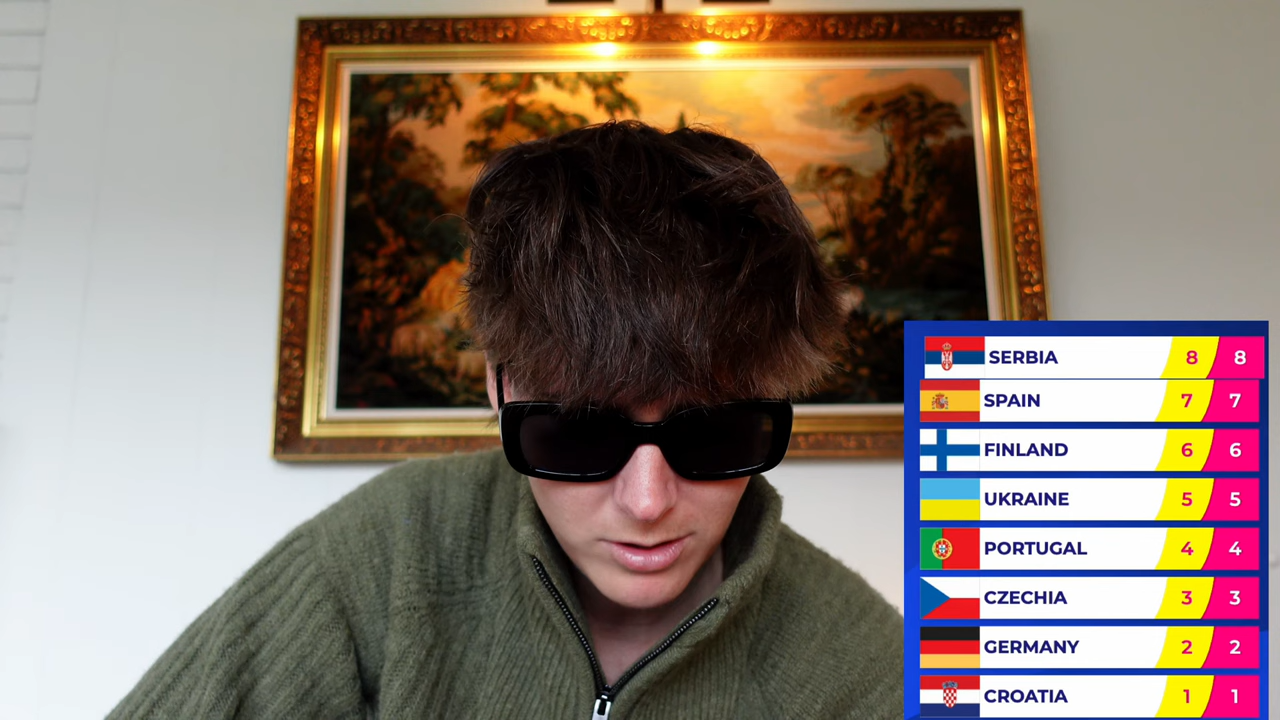 SERBIA 8 8
SPAIN 7 7
FINLAND 6 6
UKRAINE 5 5
PORTUGAL 4 4
CZECHIA 3 3
GERMANY 2 2
CROATIA 1 1